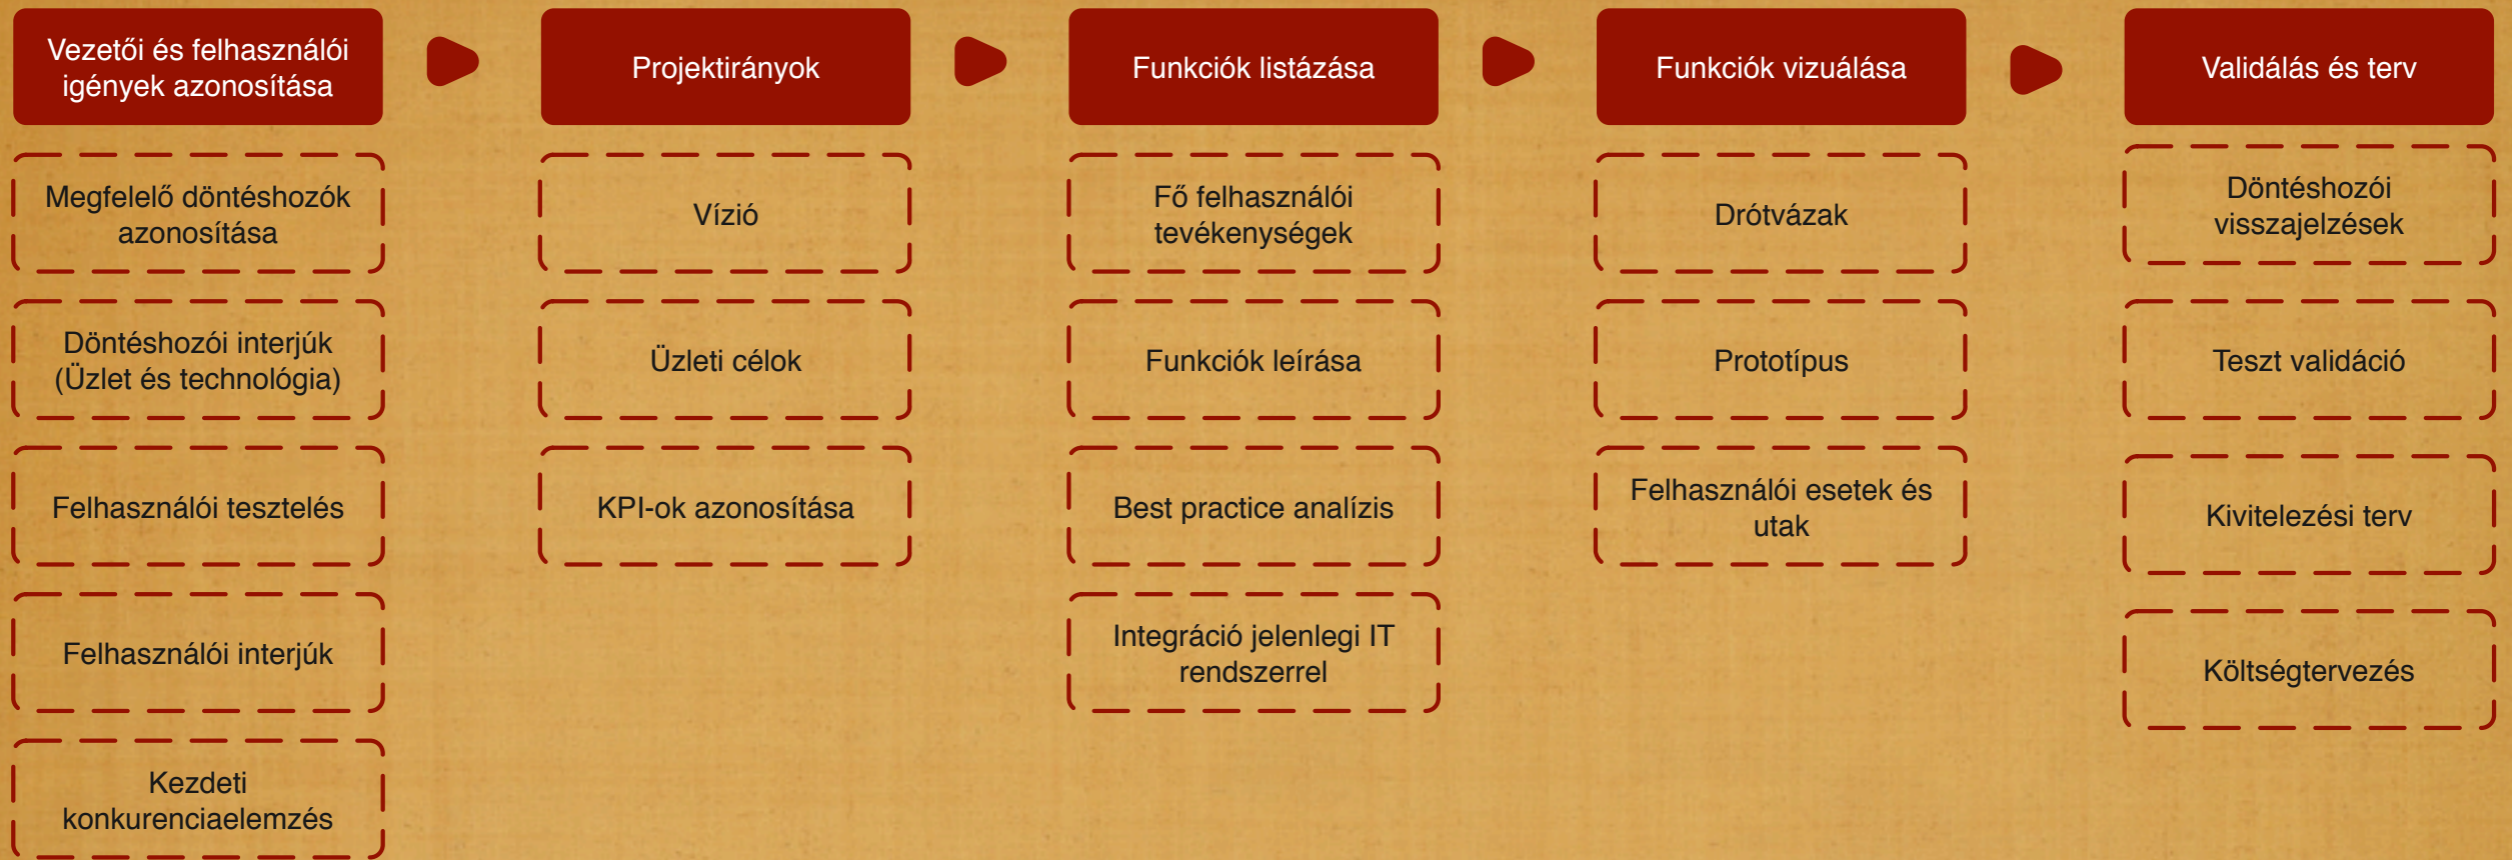 Vezetői és felhasználói
igények azonosítása
Megfelelő döntéshozók
azonosítása
Döntéshozói interjúk
(Üzlet és technológia)
Felhasználói tesztelés
Felhasználói interjúk
Kezdeti
konkurenciaelemzés
Projektirányok
Vízió
Üzleti célok
KPI-ok azonosítása
Funkciók listázása
Fő felhasználói
tevékenységek
Funkciók leírása
Best practice analízis
Integráció jelenlegi IT
rendszerrel
Funkciók vizuálása
Drótvázak
Prototípus
Felhasználói esetek és
utak
Validálás és terv
Döntéshozói
visszajelzések
Teszt validáció
Kivitelezési terv
Költségtervezés